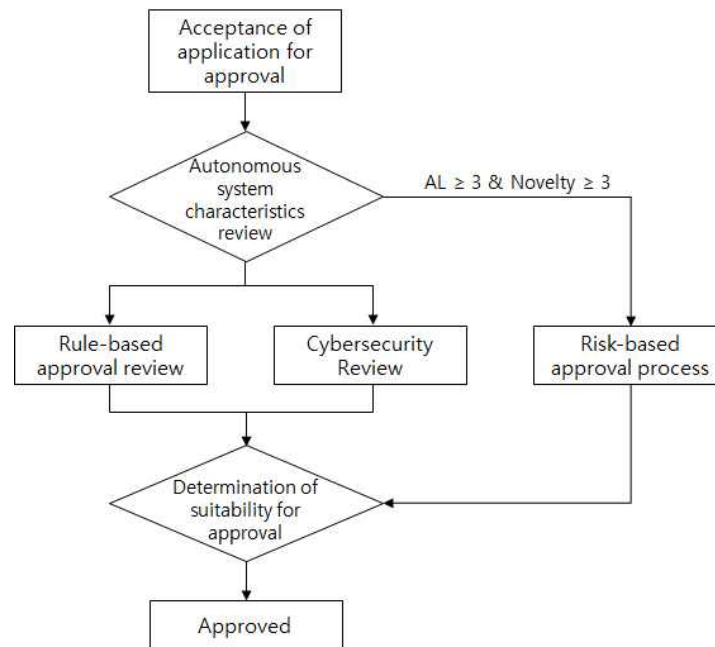 Acceptance of
application for
approval
Autonomous
system
characteristics
review
AL ≥ 3 & Novelty ≥ 3
Rule-based
approval review
Cybersecurity
Review
Risk-based
approval process
Determination of
suitability for
approval
Approved